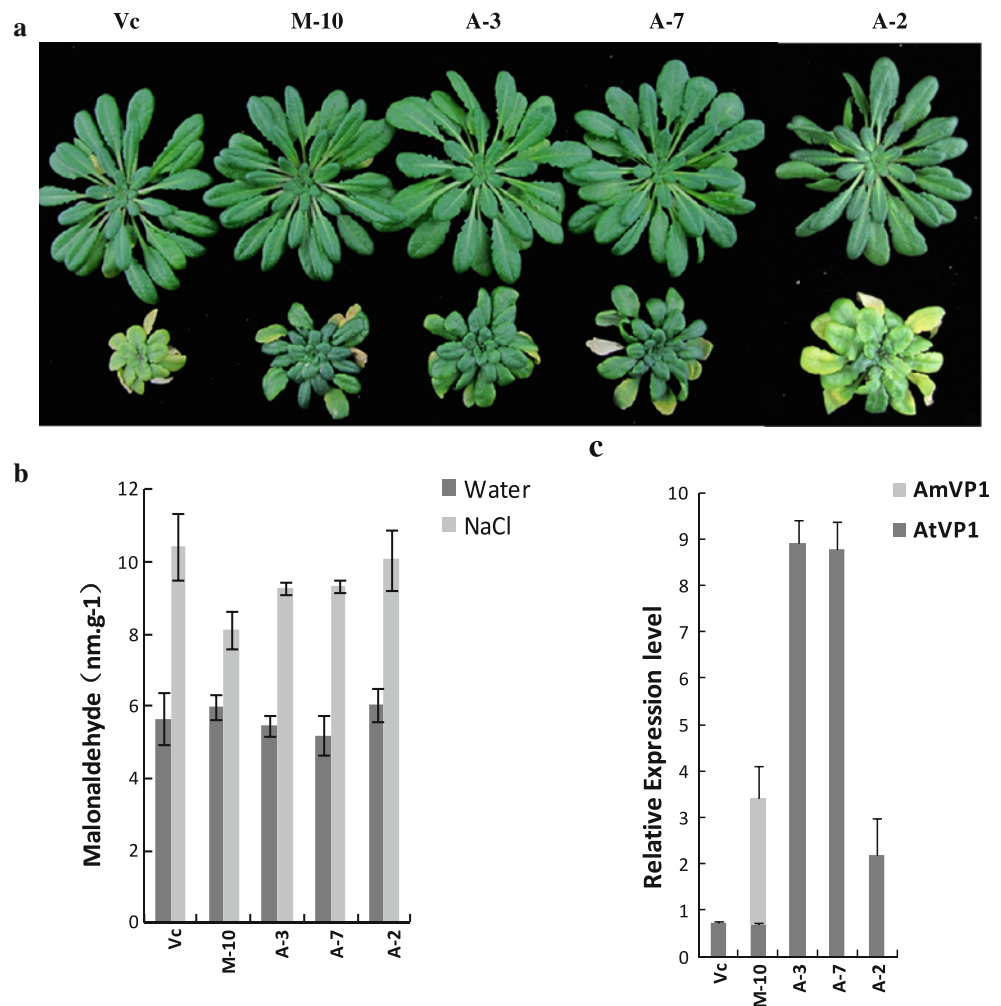 a
Vc M-10 A-3 A-7 A-2
b
Malonaldehyde（nm.g-1）
12
10
8
6
4
2
0
Water
NaCl
Vc M-10 A-3 A-7 A-2
c
Relative Expression level
10
9
8
7
6
5
4
3
2
1
0
AmVP1
AtVP1
Vc M-10 A-3 A-7 A-2